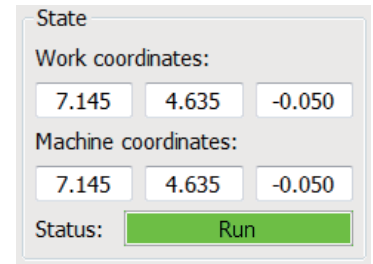 State
Work coordinates:
7.145 4.635 -0.050
Machine coordinates:
7.145 4.635 -0.050
Status: Run